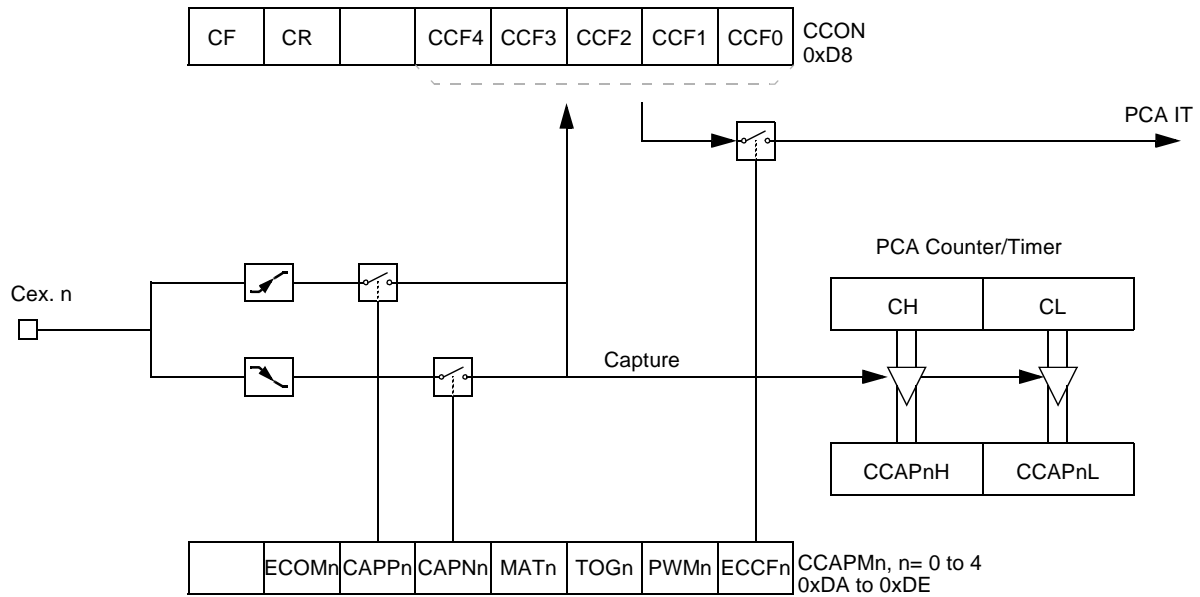 CF CR CCF4 CCF3 CCF2 CCF1 CCF0
CCON
0xD8
PCA IT
PCA Counter/Timer
Cex. n
CH CL
Capture
CCAPnH CCAPnL
ECOMn CAPPn CAPNn MATn TOGn PWMn ECCFn
CCAPMn, n= 0 to 4
0xDA to 0xDE